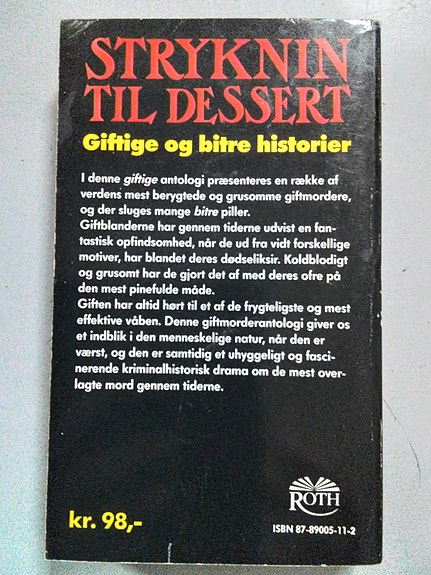 STRYKNIN
TIL DESSERT
Giftige og bitre historier
I denne giftige antologi præsenteres en række af
verdens mest berygtede og grusomme giftmordere,
og der sluges mange bitre piller.
Giftblanderne har gennem tiderne udvist en fan-
tastisk opfindsomhed, når de ud fra vidt forskellige
motiver, har blandet deres dødseliksir. Koldblodigt
og grusomt har de gjort det af med deres ofre på
den mest pinefulde måde.
Giften har altid hørt til et af de frygteligste og mest
effektive våben. Denne giftmorderantologi giver os
et indblik i den menneskelige natur, når den er
værst, og den er samtidig et uhyggeligt og fasci-
nerende kriminalhistorisk drama om de mest over-
lagte mord gennem tiderne.
ROTH
kr. 98,-
ISBN 87-89005-11-2